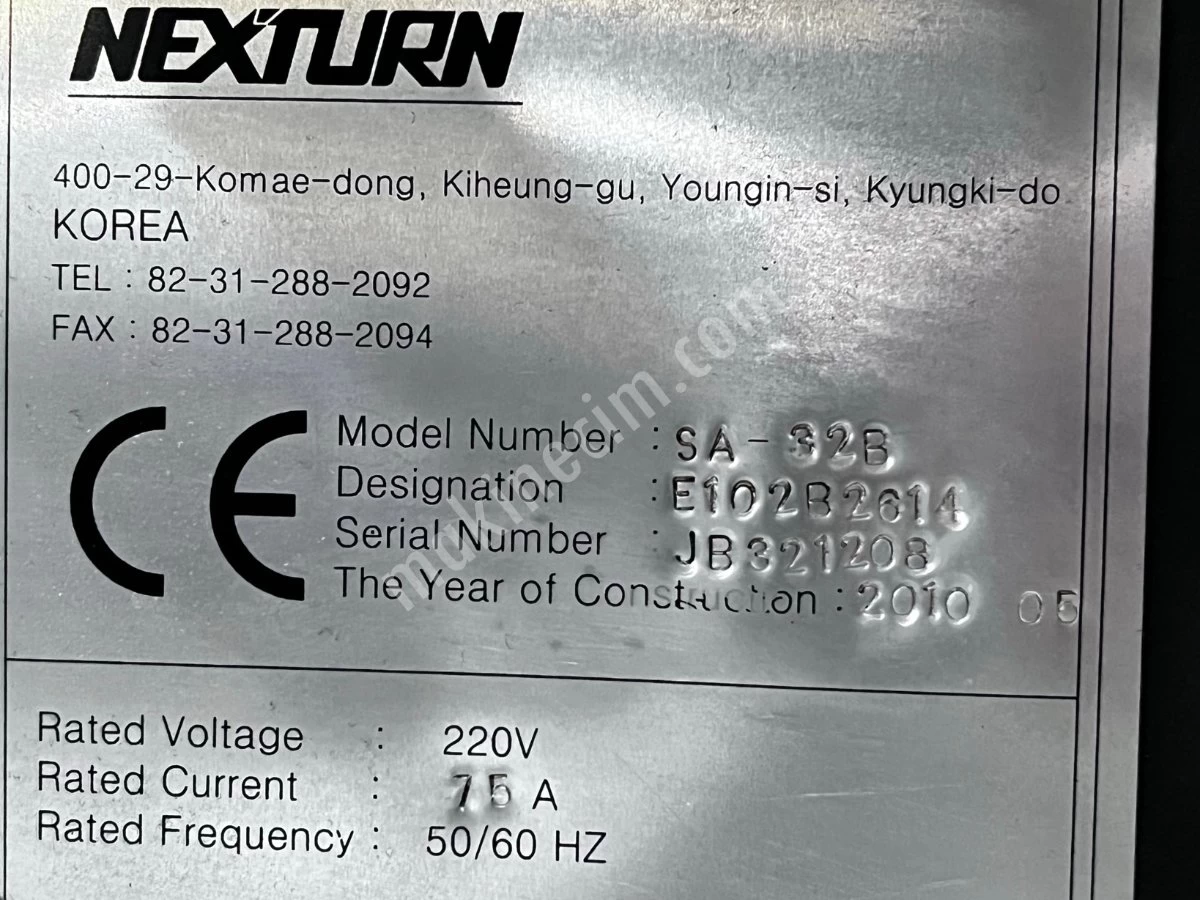 NEXTURN
400-29-Komae-dong, Kiheung-gu, Youngin-si, Kyungki-do
KOREA
TEL : 82-31-288-2092
FAX : 82-31-288-2094
CE
Model Number : SA-32B
Designation : E102B2614
Serial Number : JB321208
The Year of Construction : 2010 05
Rated Voltage : 220V
Rated Current : 75 A
Rated Frequency : 50/60 HZ
makinecim.com